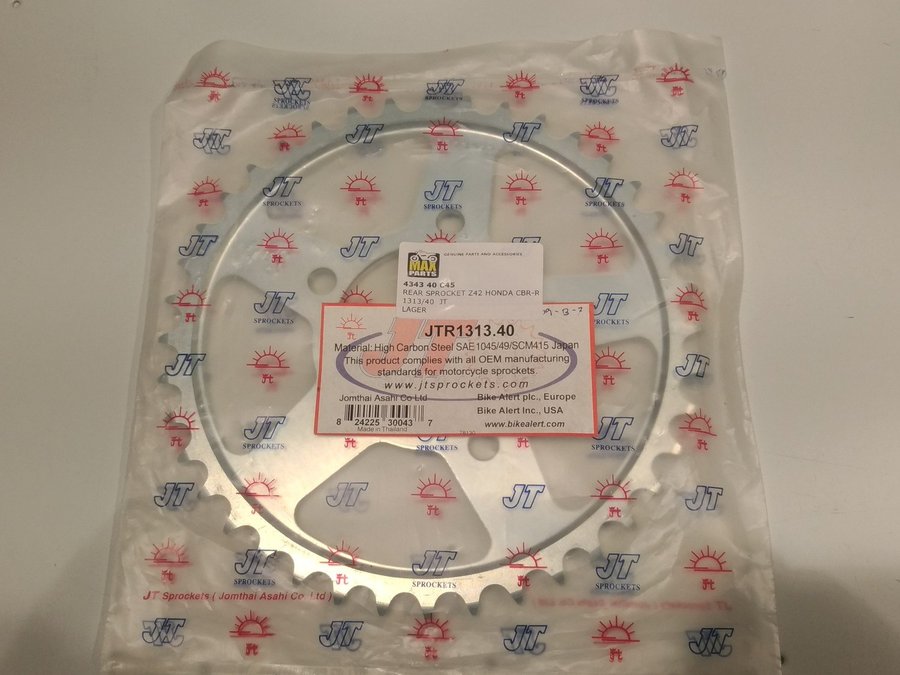 JT
SPROCKETS
MAX
PARTS
GENUINE PARTS AND ACCESSORIES
4343 40 045
REAR SPROCKET Z42 HONDA CBR-R
1313/40 JT
LAGER
JTR1313.40
Material: High Carbon Steel SAE1045/49/SCM415 Japan
This product complies with all OEM manufacturing
standards for motorcycle sprockets.
www.jtsprockets.com
Jomthai Asahi Co Ltd
Bike Alert plc., Europe
Bike Alert Inc., USA
www.bikealert.com
8 24225 30043 7
Made in Thailand
JT Sprockets ( Jomthai Asahi Co. Ltd )